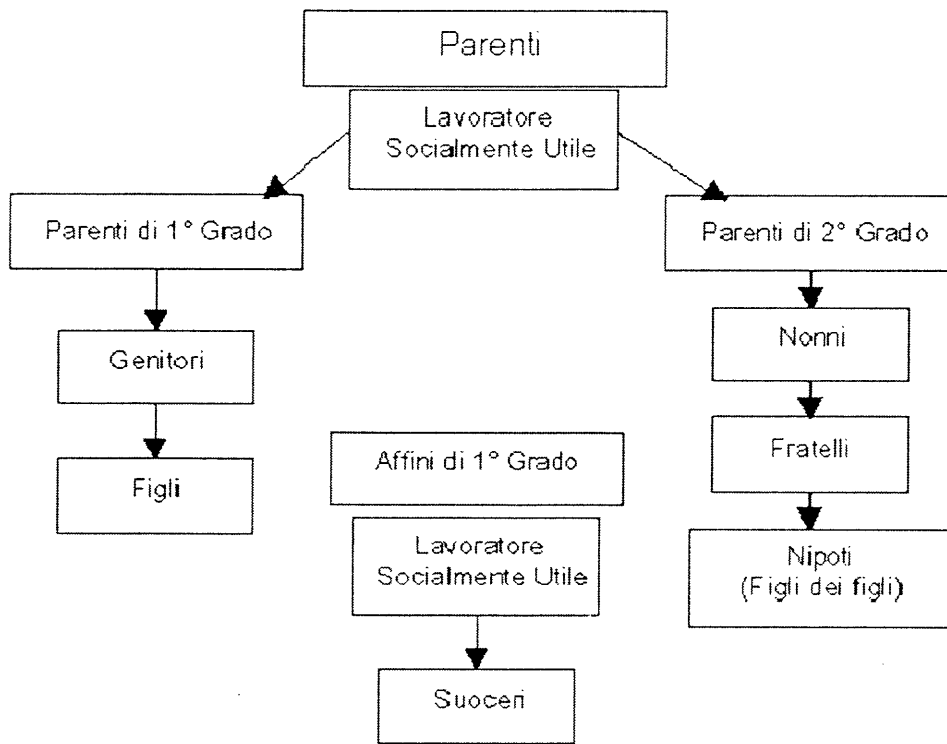 Parenti
Lavoratore
Socialmente Utile
Parenti di 1° Grado
Parenti di 2° Grado
Genitori
Nonni
Figli
Affini di 1° Grado
Fratelli
Lavoratore
Socialmente Utile
Nipoti
(Figli dei figli)
Suoceri